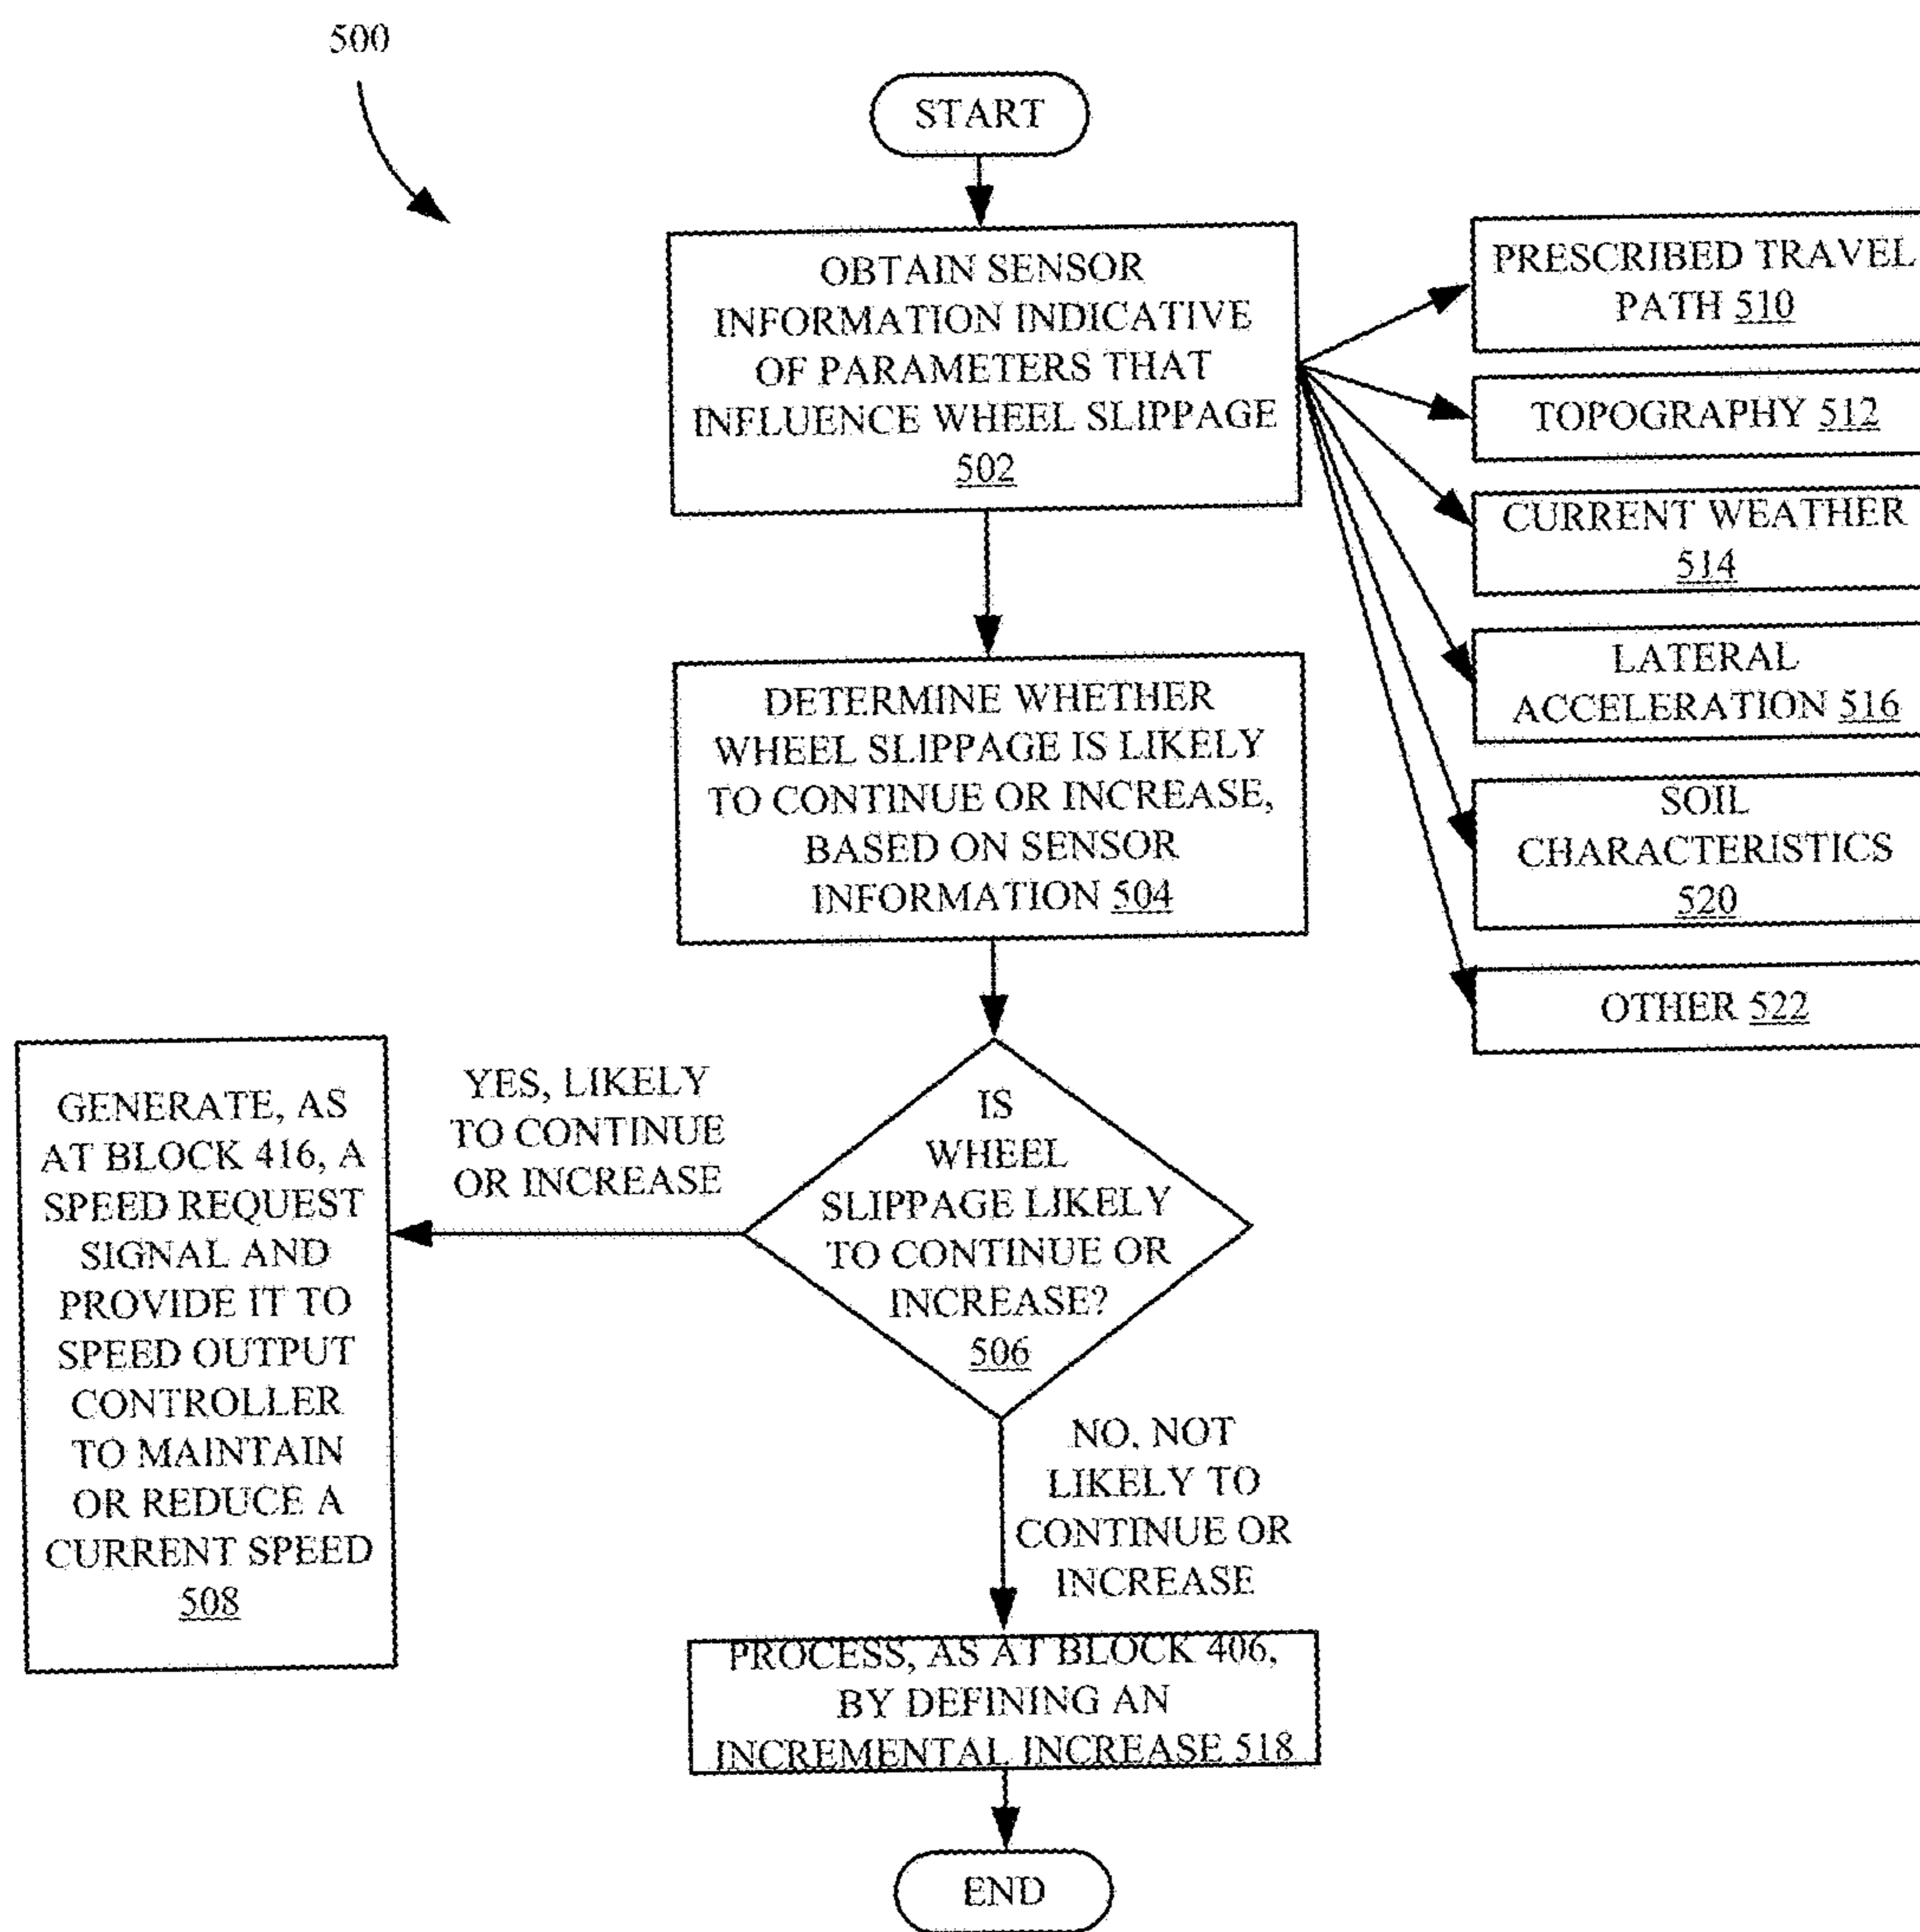 500
START
OBTAIN SENSOR
INFORMATION INDICATIVE
OF PARAMETERS THAT
INFLUENCE WHEEL SLIPPAGE
502
PRESCRIBED TRAVEL
PATH 510
TOPOGRAPHY 512
CURRENT WEATHER
514
LATERAL
ACCELERATION 516
SOIL
CHARACTERISTICS
520
OTHER 522
DETERMINE WHETHER
WHEEL SLIPPAGE IS LIKELY
TO CONTINUE OR INCREASE,
BASED ON SENSOR
INFORMATION 504
IS
WHEEL
SLIPPAGE LIKELY
TO CONTINUE OR
INCREASE?
506
YES, LIKELY
TO CONTINUE
OR INCREASE
GENERATE, AS
AT BLOCK 416, A
SPEED REQUEST
SIGNAL AND
PROVIDE IT TO
SPEED OUTPUT
CONTROLLER
TO MAINTAIN
OR REDUCE A
CURRENT SPEED
508
NO, NOT
LIKELY TO
CONTINUE OR
INCREASE
PROCESS, AS AT BLOCK 406,
BY DEFINING AN
INCREMENTAL INCREASE 518
END